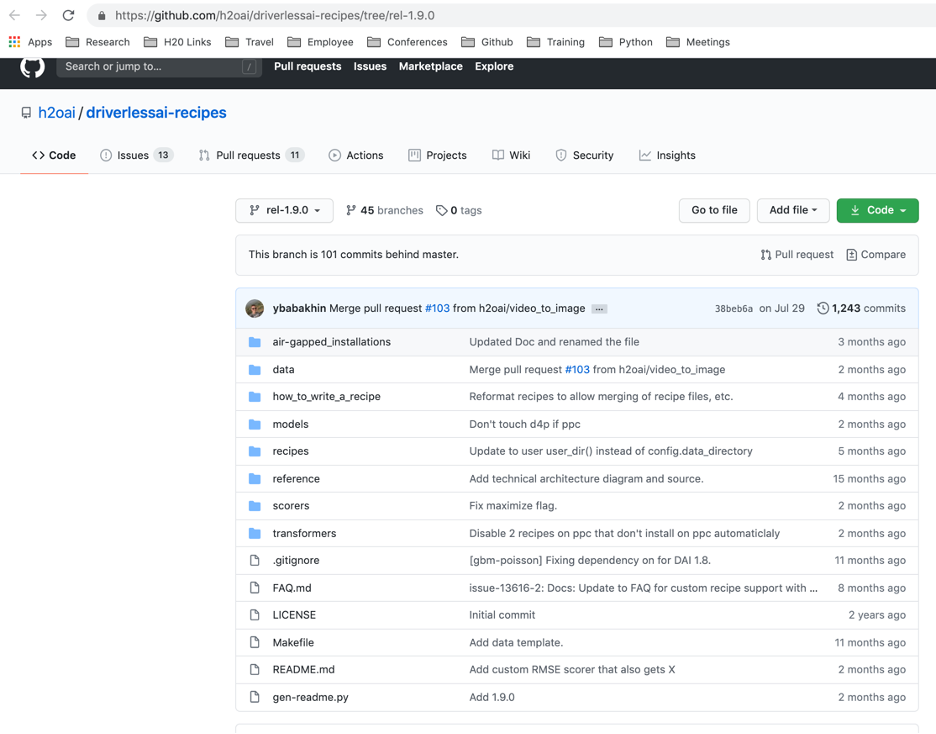 https://github.com/h2oai/driverlessai-recipes/tree/rel-1.9.0
Apps Research H20 Links Travel Employee Conferences Github Training Python Meetings
Search or jump to... / Pull requests Issues Marketplace Explore
h2oai / driverlessai-recipes
<> Code Issues 13 Pull requests 11 Actions Projects Wiki Security Insights
rel-1.9.0 45 branches 0 tags Go to file Add file Code
This branch is 101 commits behind master. Pull request Compare
ybabakhin Merge pull request #103 from h2oai/video_to_image ... 38beb6a on Jul 29 1,243 commits
air-gapped_installations Updated Doc and renamed the file 3 months ago
data Merge pull request #103 from h2oai/video_to_image 2 months ago
how_to_write_a_recipe Reformat recipes to allow merging of recipe files, etc. 4 months ago
models Don't touch d4p if ppc 2 months ago
recipes Update to user user_dir() instead of config.data_directory 5 months ago
reference Add technical architecture diagram and source. 15 months ago
scorers Fix maximize flag. 2 months ago
transformers Disable 2 recipes on ppc that don't install on ppc automaticlaly 2 months ago
.gitignore [gbm-poisson] Fixing dependency on for DAI 1.8. 11 months ago
FAQ.md issue-13616-2: Docs: Update to FAQ for custom recipe support with ... 8 months ago
LICENSE Initial commit 2 years ago
Makefile Add data template. 11 months ago
README.md Add custom RMSE scorer that also gets X 2 months ago
gen-readme.py Add 1.9.0 2 months ago